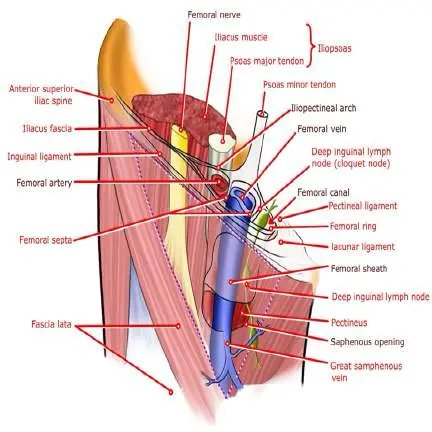 Femoral nerve
Iliacus muscle
Iliopsoas
Psoas major tendon
Psoas minor tendon
Anterior superior
iliac spine
Iliopectineal arch
Iliacus fascia
Femoral vein
Inguinal ligament
Deep inguinal lymph
node (cloquet node)
Femoral artery
Femoral canal
Pectineal ligament
Femoral ring
Femoral septa
lacunar ligament
Femoral sheath
Deep inguinal lymph node
Fascia lata
Pectineus
Saphenous opening
Great samphenous
vein